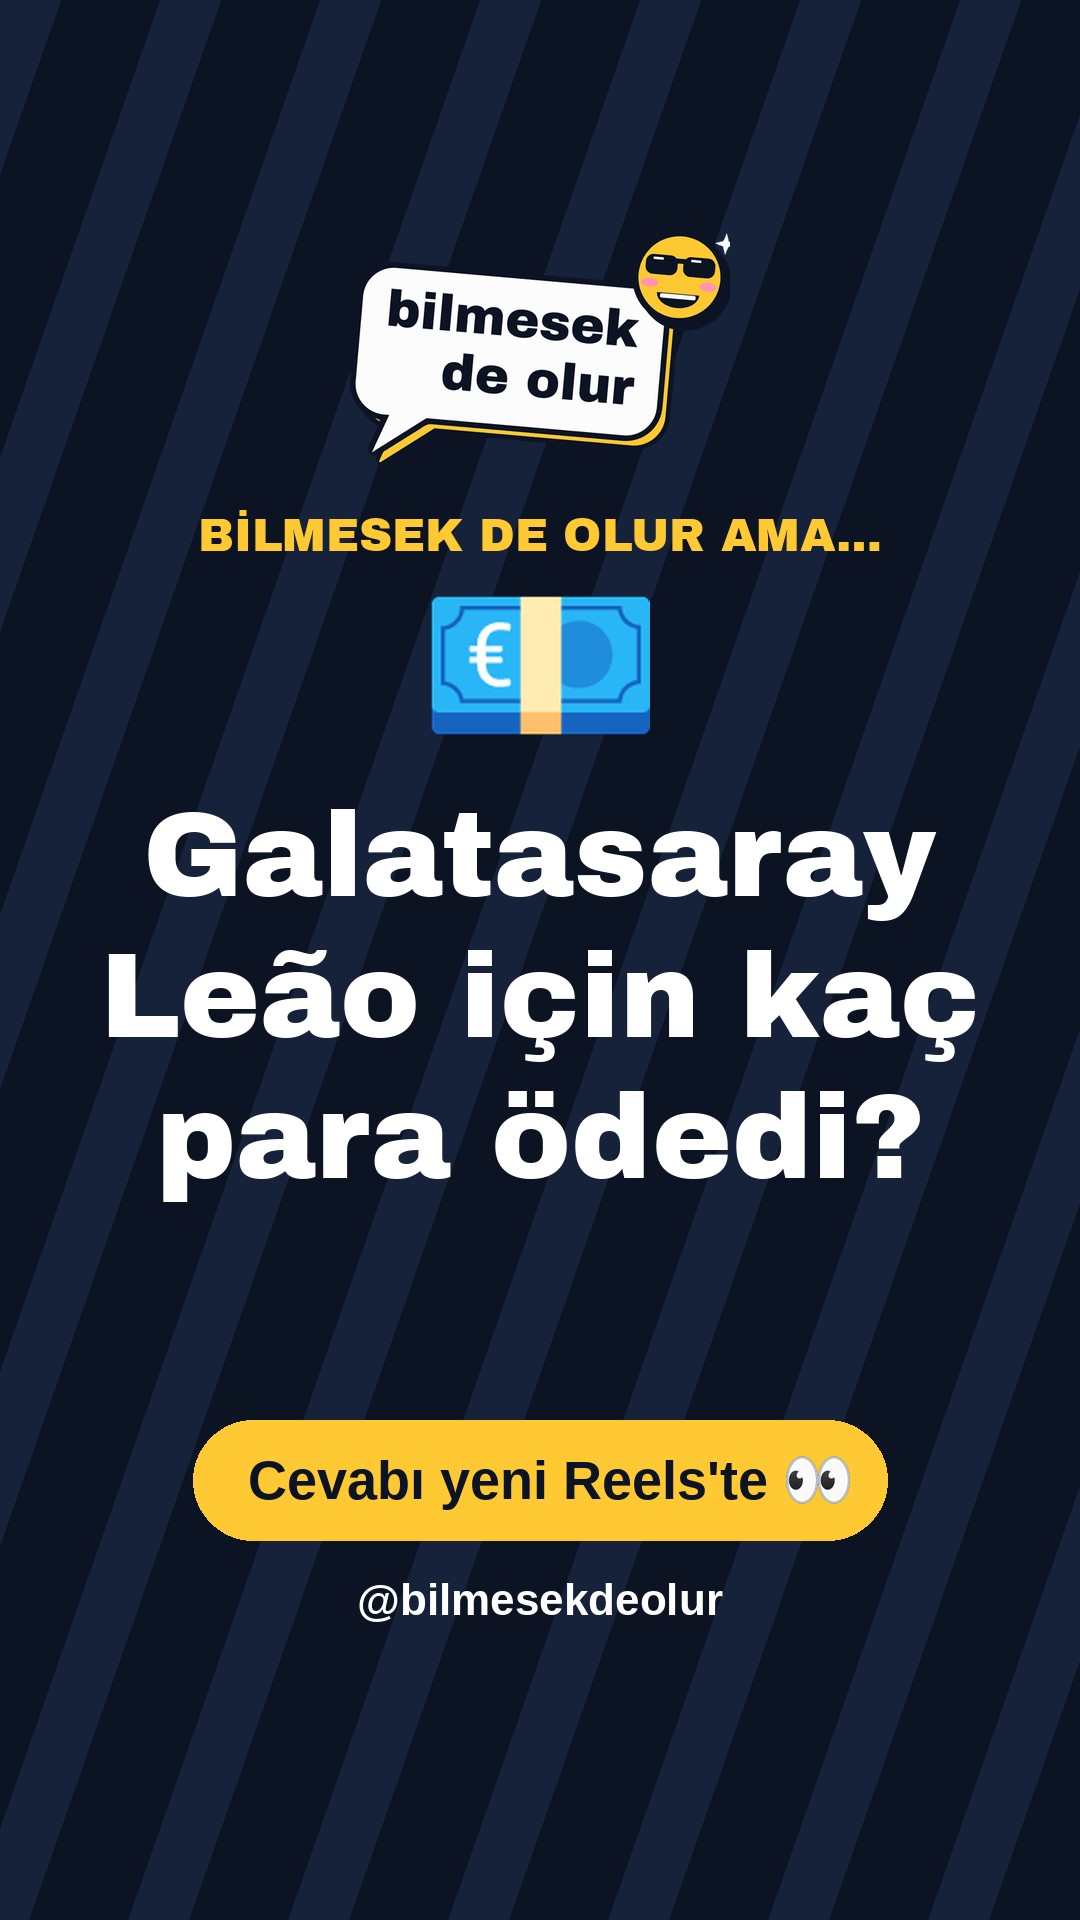 bilmesek
de olur
BİLMESEK DE OLUR AMA...
€
Galatasaray
Leão için kaç
para ödedi?
Cevabı yeni Reels'te 👀
@bilmesekdeolur